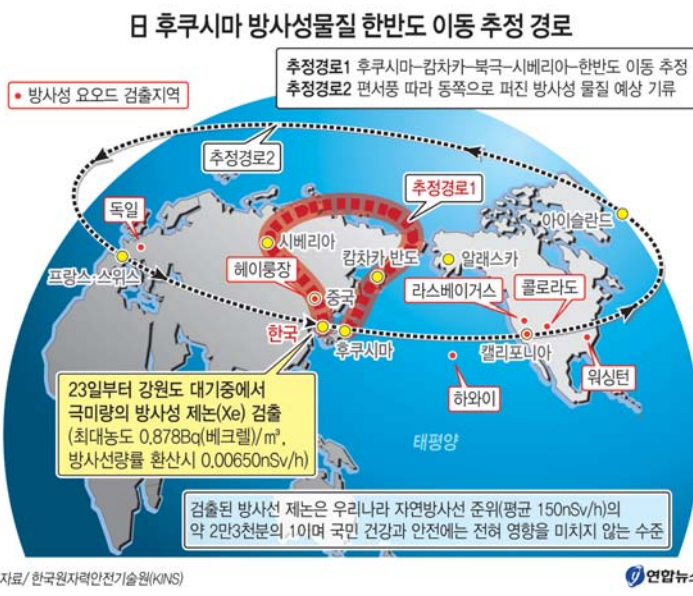 日 후쿠시마 방사성물질 한반도 이동 추정 경로
추정경로1 후쿠시마-캄차카-북극-시베리아-한반도 이동 추정
추정경로2 편서풍 따라 동쪽으로 퍼진 방사성 물질 예상 기류
• 방사성 요오드 검출지역
추정경로2
추정경로1
독일
아이슬란드
시베리아
캄차카 반도
알래스카
프랑스·스위스
헤이룽장
중국
라스베이거스
콜로라도
한국
후쿠시마
캘리포니아
워싱턴
하와이
23일부터 강원도 대기중에서
극미량의 방사성 제논(Xe) 검출
(최대농도 0.878Bq(베크렐)/㎥,
방사선량률 환산시 0.00650nSv/h)
태평양
검출된 방사선 제논은 우리나라 자연방사선 준위(평균 150nSv/h)의
약 2만3천분의 1이며 국민 건강과 안전에는 전혀 영향을 미치지 않는 수준
자료/ 한국원자력안전기술원(KINS)
y 연합뉴스